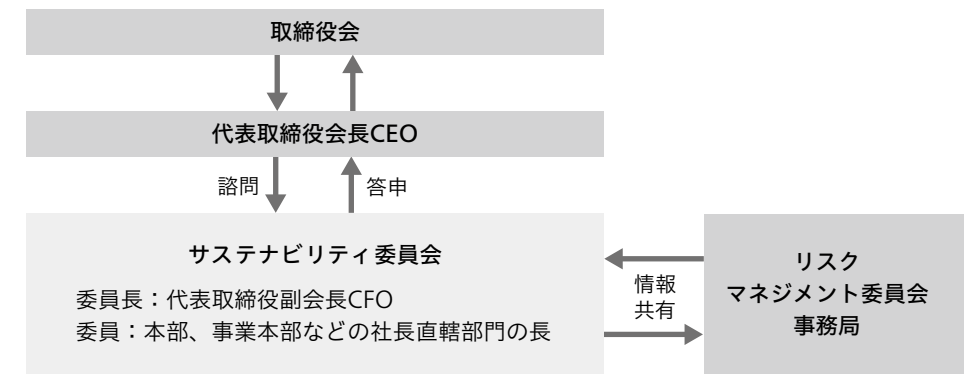 取締役会
代表取締役会長CEO
諮問
答申
サステナビリティ委員会
委員長：代表取締役副会長CFO
委員：本部、事業本部などの社長直轄部門の長
情報
共有
リスク
マネジメント委員会
事務局